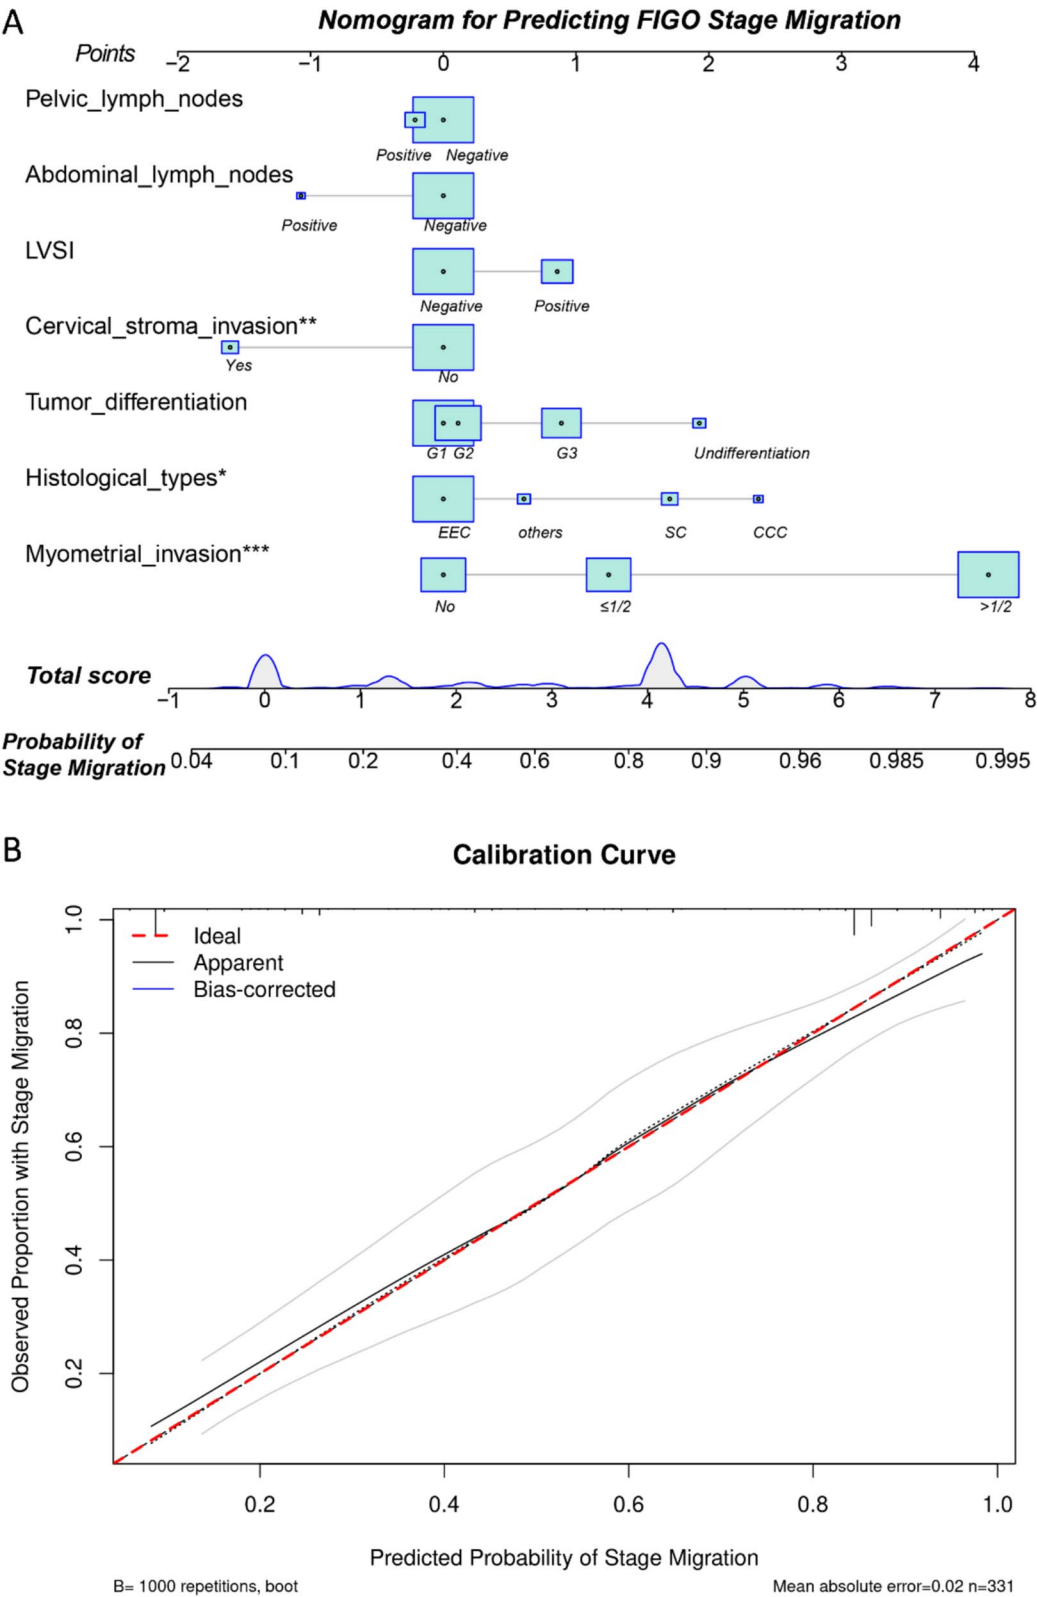 A
Nomogram for Predicting FIGO Stage Migration
Points
−2 −1 0 1 2 3 4
Pelvic_lymph_nodes
Positive Negative
Abdominal_lymph_nodes
Positive Negative
LVSI
Negative Positive
Cervical_stroma_invasion**
Yes
No
Tumor_differentiation
G1 G2 G3 Undifferentiation
Histological_types*
EEC others SC CCC
Myometrial_invasion***
No ≤1/2 >1/2
Total score
−1 0 1 2 3 4 5 6 7 8
Probability of
Stage Migration
0.04 0.1 0.2 0.4 0.6 0.8 0.9 0.96 0.985 0.995
B
Calibration Curve
Ideal
Apparent
Bias-corrected
Observed Proportion with Stage Migration
1.0
0.8
0.6
0.4
0.2
0.2 0.4 0.6 0.8 1.0
Predicted Probability of Stage Migration
B= 1000 repetitions, boot
Mean absolute error=0.02 n=331